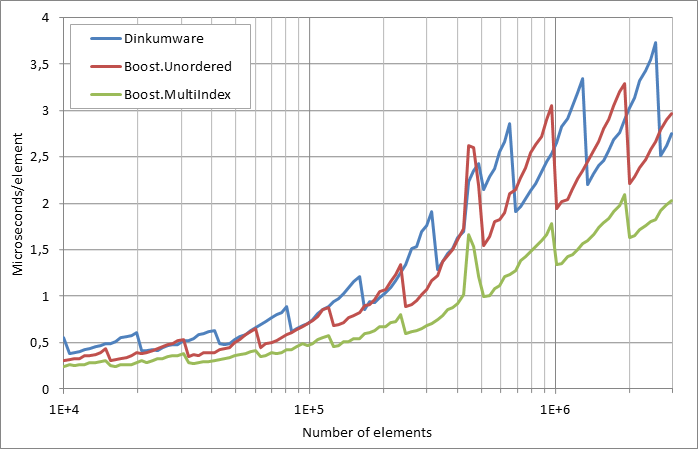 4
3,5
3
2,5
2
1,5
1
0,5
0
Microseconds/element
Dinkumware
Boost.Unordered
Boost.MultiIndex
1E+4 1E+5 1E+6
Number of elements